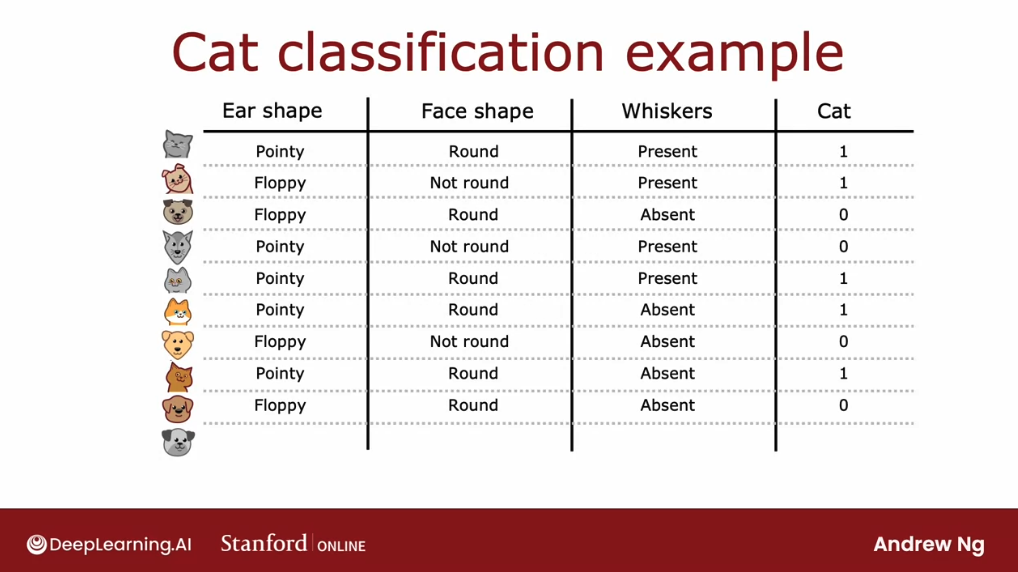 Cat classification example
Ear shape Face shape Whiskers Cat
Pointy Round Present 1
Floppy Not round Present 1
Floppy Round Absent 0
Pointy Not round Present 0
Pointy Round Present 1
Pointy Round Absent 1
Floppy Not round Absent 0
Pointy Round Absent 1
Floppy Round Absent 0
DeepLearning.AI Stanford ONLINE Andrew Ng